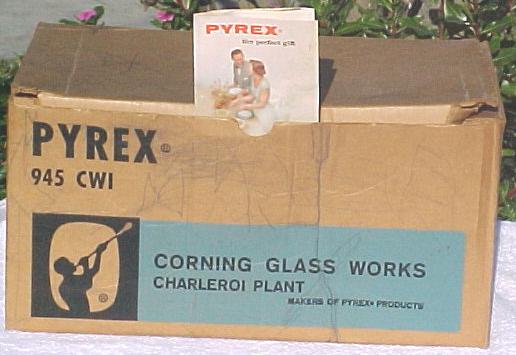 PYREX®
the perfect gift
PYREX®
945 CWI
CORNING GLASS WORKS
CHARLEROI PLANT
MAKERS OF PYREX® PRODUCTS
®